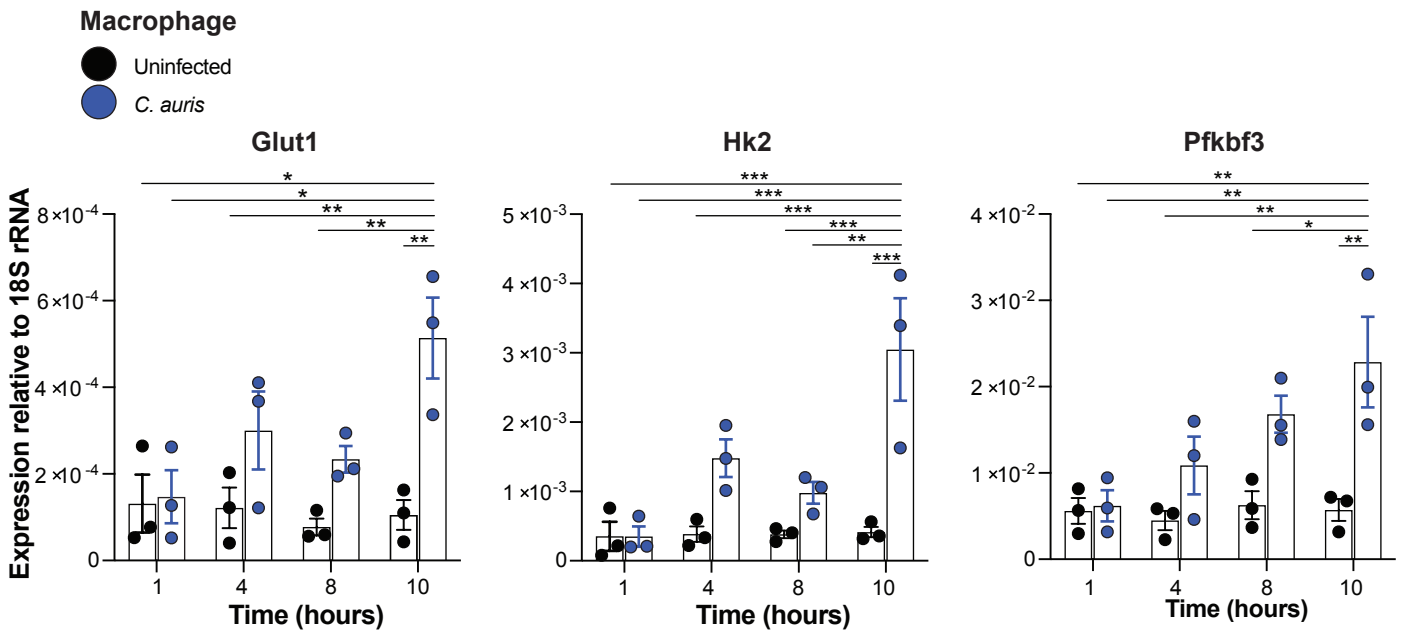 Macrophage
Uninfected
C. auris
Glut1
Hk2
Pfkbf3
Expression relative to 18S rRNA
*
*
**
**
**
8×10⁻⁴
6×10⁻⁴
4×10⁻⁴
2×10⁻⁴
0
1 4 8 10
Time (hours)
***
***
***
***
**
***
5×10⁻³
4×10⁻³
3×10⁻³
2×10⁻³
1×10⁻³
0
1 4 8 10
Time (hours)
**
**
**
*
**
4×10⁻²
3×10⁻²
2×10⁻²
1×10⁻²
0
1 4 8 10
Time (hours)